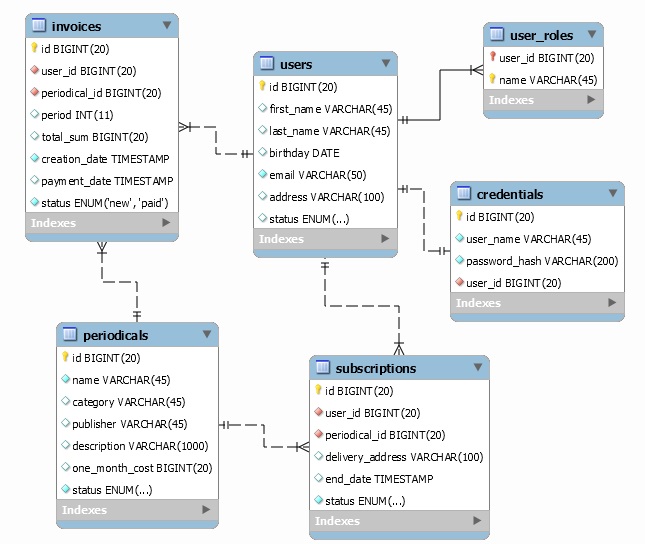 invoices
id BIGINT(20)
user_id BIGINT(20)
periodical_id BIGINT(20)
period INT(11)
total_sum BIGINT(20)
creation_date TIMESTAMP
payment_date TIMESTAMP
status ENUM('new', 'paid')
Indexes
users
id BIGINT(20)
first_name VARCHAR(45)
last_name VARCHAR(45)
birthday DATE
email VARCHAR(50)
address VARCHAR(100)
status ENUM(...)
Indexes
user_roles
user_id BIGINT(20)
name VARCHAR(45)
Indexes
credentials
id BIGINT(20)
user_name VARCHAR(45)
password_hash VARCHAR(200)
user_id BIGINT(20)
Indexes
periodicals
id BIGINT(20)
name VARCHAR(45)
category VARCHAR(45)
publisher VARCHAR(45)
description VARCHAR(1000)
one_month_cost BIGINT(20)
status ENUM(...)
Indexes
subscriptions
id BIGINT(20)
user_id BIGINT(20)
periodical_id BIGINT(20)
delivery_address VARCHAR(100)
end_date TIMESTAMP
status ENUM(...)
Indexes